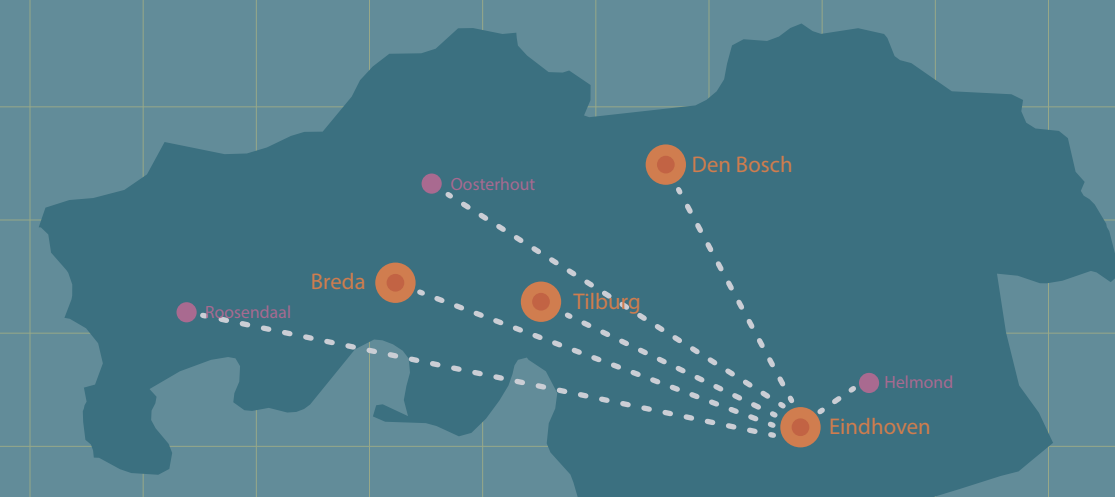 Den Bosch
Oosterhout
Breda
Tilburg
Roosendaal
Helmond
Eindhoven